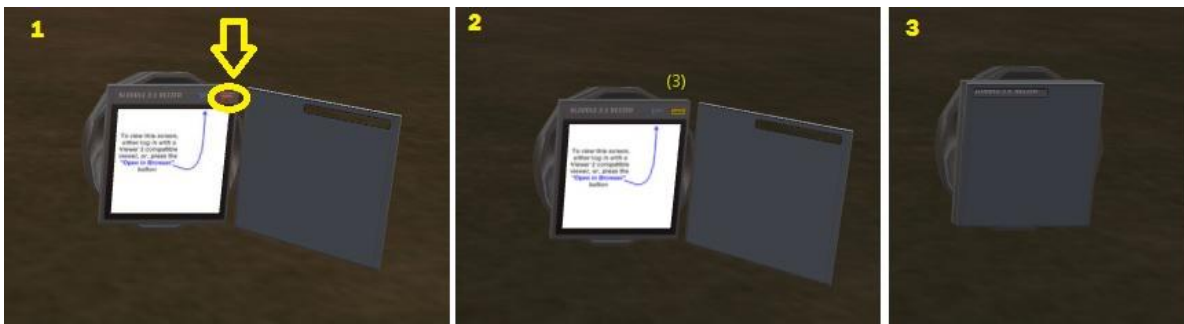 1
To view this screen,
either log in with a
Viewer 2 compatible
viewer, or, press the
"Open in Browser"
button
2
(3)
To view this screen,
either log in with a
Viewer 2 compatible
viewer, or, press the
"Open in Browser"
button
3